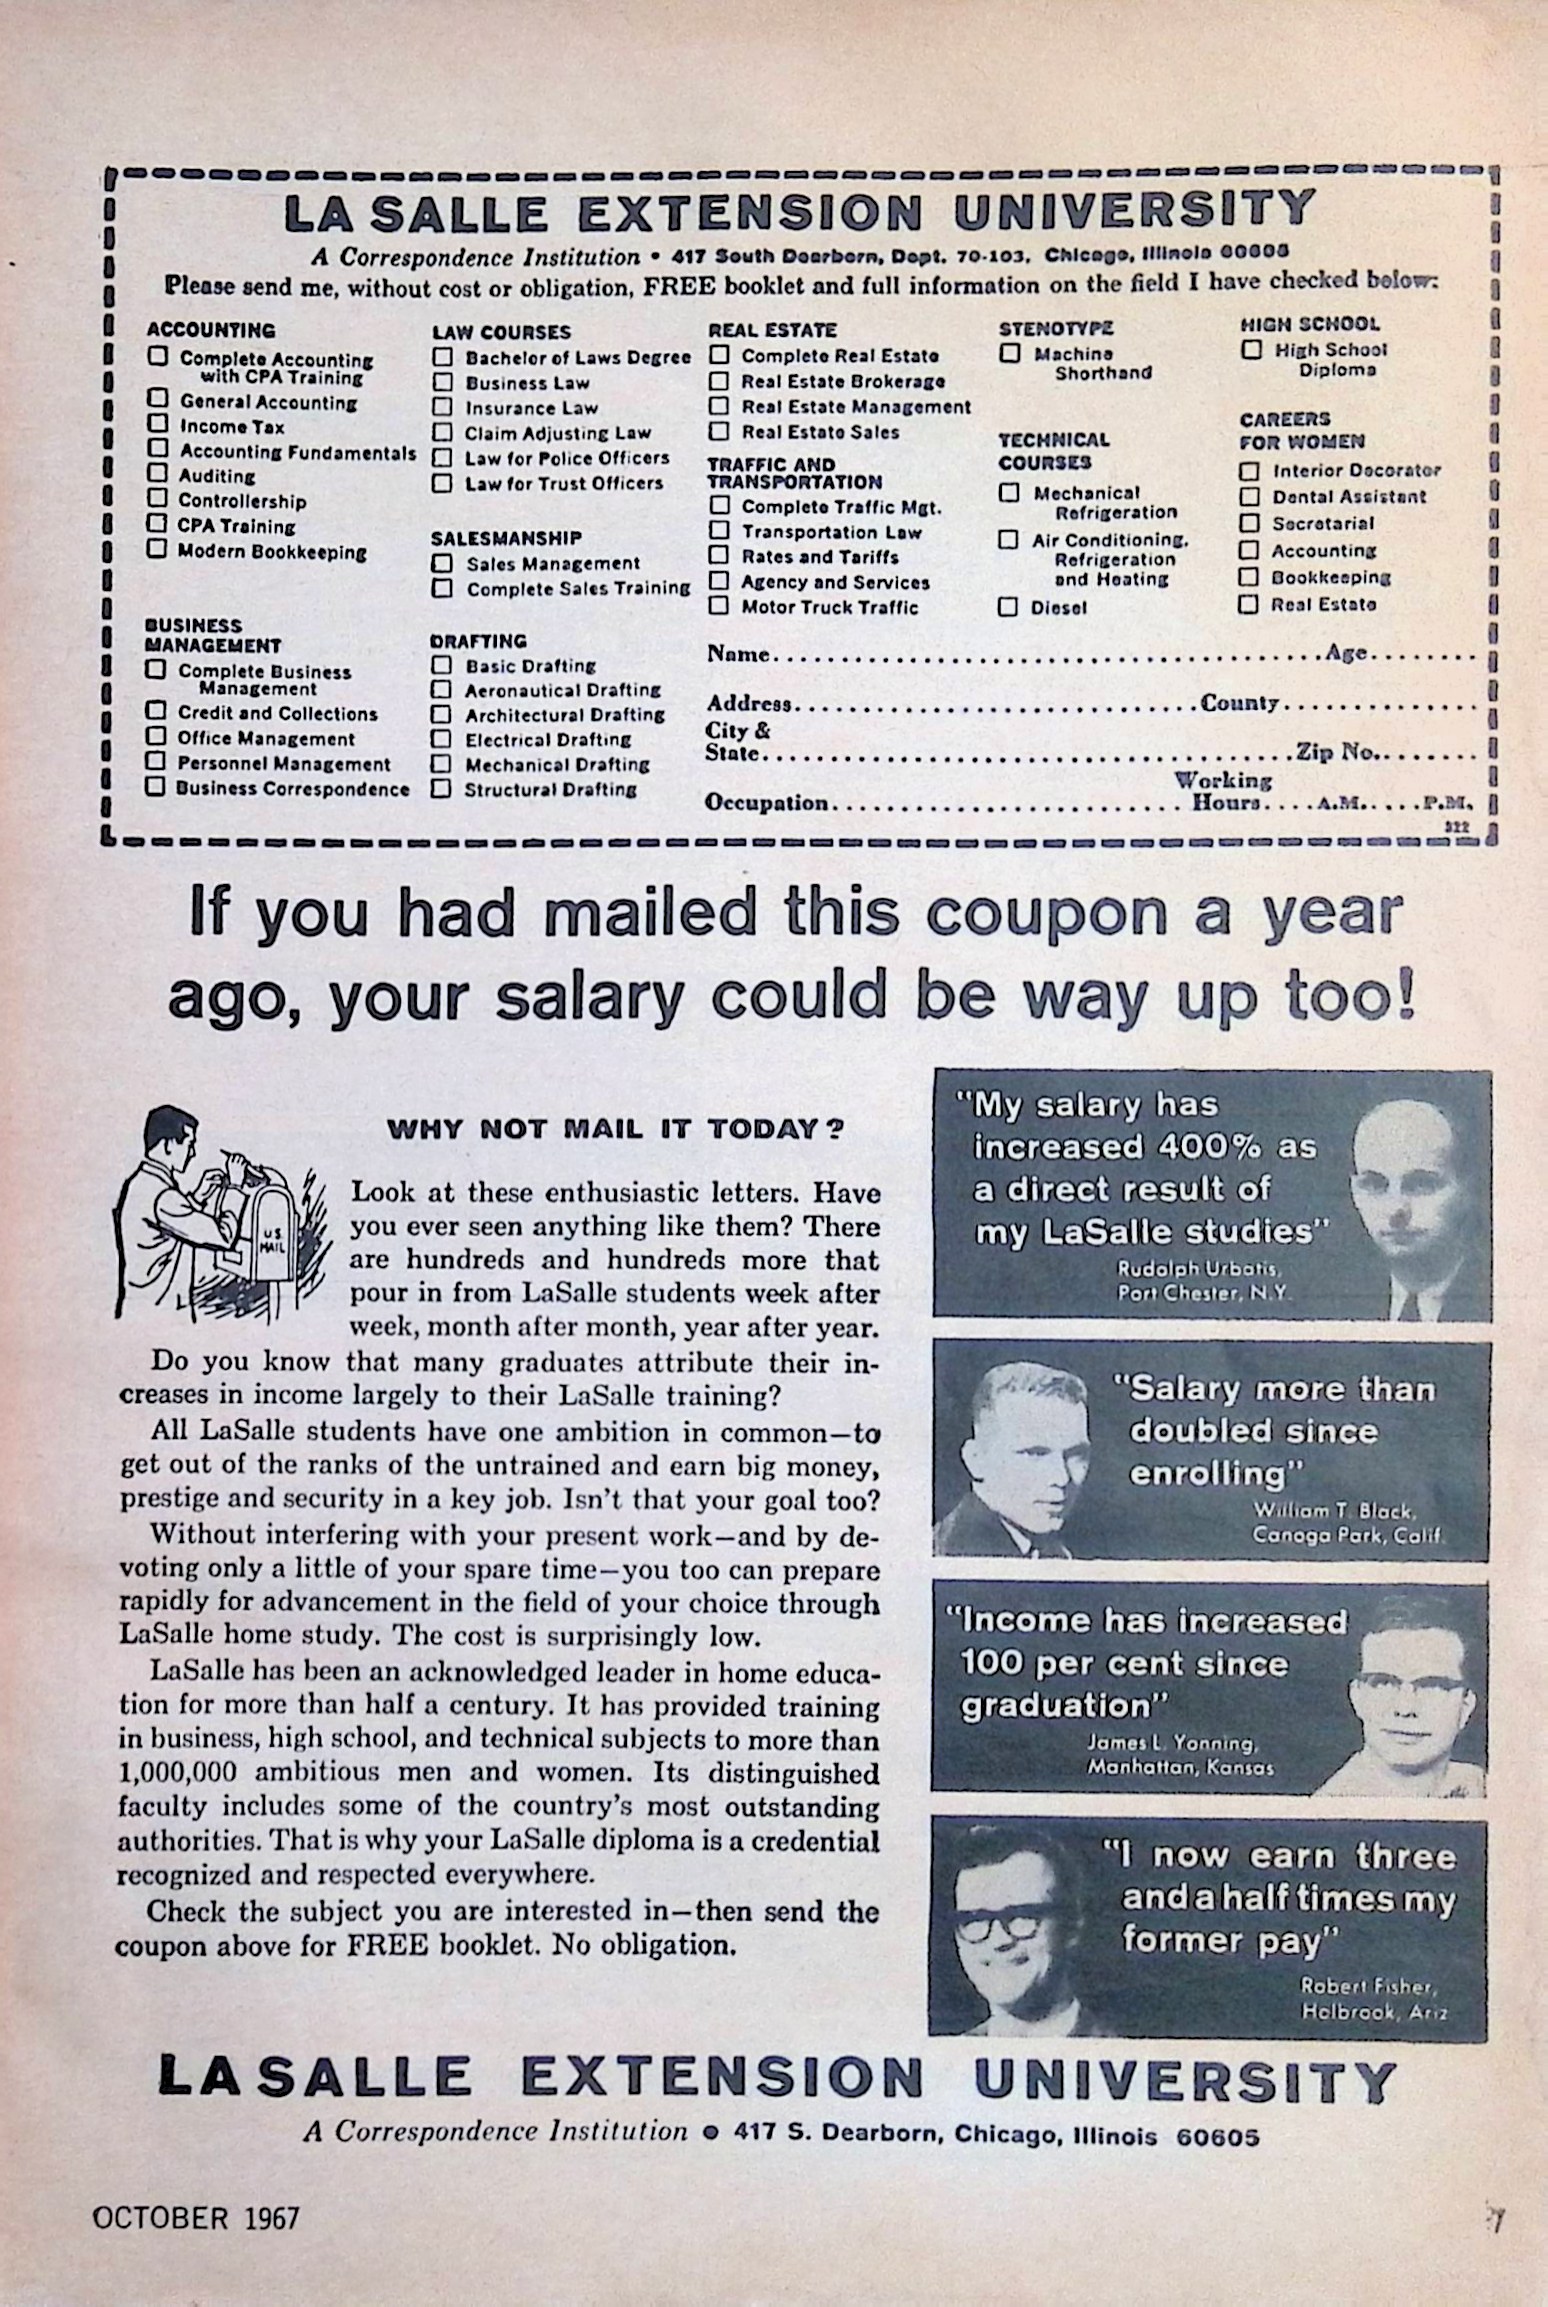 LA SALLE EXTENSION UNIVERSITY
A Correspondence Institution • 417 South Dearborn, Dept. 70-103, Chicago, Illinois 60605
Please send me, without cost or obligation, FREE booklet and full information on the field I have checked below:
ACCOUNTING
Complete Accounting
with CPA Training
General Accounting
Income Tax
Accounting Fundamentals
Auditing
Controllership
CPA Training
Modern Bookkeeping
BUSINESS
MANAGEMENT
Complete Business
Management
Credit and Collections
Office Management
Personnel Management
Business Correspondence
LAW COURSES
Bachelor of Laws Degree
Business Law
Insurance Law
Claim Adjusting Law
Law for Police Officers
Law for Trust Officers
SALESMANSHIP
Sales Management
Complete Sales Training
DRAFTING
Basic Drafting
Aeronautical Drafting
Architectural Drafting
Electrical Drafting
Mechanical Drafting
Structural Drafting
REAL ESTATE
Complete Real Estate
Real Estate Brokerage
Real Estate Management
Real Estate Sales
TRAFFIC AND
TRANSPORTATION
Complete Traffic Mgt.
Transportation Law
Rates and Tariffs
Agency and Services
Motor Truck Traffic
STENOTYPE
Machine
Shorthand
TECHNICAL
COURSES
Mechanical
Refrigeration
Air Conditioning,
Refrigeration
and Heating
Diesel
HIGH SCHOOL
High School
Diploma
CAREERS
FOR WOMEN
Interior Decorator
Dental Assistant
Secretarial
Accounting
Bookkeeping
Real Estate
Name........................................Age........
Address.............................County..............
City &
State.......................................Zip No.........
Working
Occupation.......................... Hours....A.M.....P.M.
322
If you had mailed this coupon a year
ago, your salary could be way up too!
WHY NOT MAIL IT TODAY?
U.S.
MAIL
Look at these enthusiastic letters. Have
you ever seen anything like them? There
are hundreds and hundreds more that
pour in from LaSalle students week after
week, month after month, year after year.
Do you know that many graduates attribute their in-
creases in income largely to their LaSalle training?
All LaSalle students have one ambition in common—to
get out of the ranks of the untrained and earn big money,
prestige and security in a key job. Isn't that your goal too?
Without interfering with your present work—and by de-
voting only a little of your spare time—you too can prepare
rapidly for advancement in the field of your choice through
LaSalle home study. The cost is surprisingly low.
LaSalle has been an acknowledged leader in home educa-
tion for more than half a century. It has provided training
in business, high school, and technical subjects to more than
1,000,000 ambitious men and women. Its distinguished
faculty includes some of the country's most outstanding
authorities. That is why your LaSalle diploma is a credential
recognized and respected everywhere.
Check the subject you are interested in—then send the
coupon above for FREE booklet. No obligation.
"My salary has
increased 400% as
a direct result of
my LaSalle studies"
Rudolph Urbatis,
Port Chester, N.Y.
"Salary more than
doubled since
enrolling"
William T. Black,
Canoga Park, Calif.
"Income has increased
100 per cent since
graduation"
James L. Yonning,
Manhattan, Kansas
"I now earn three
and a half times my
former pay"
Robert Fisher,
Holbrook, Ariz
LA SALLE EXTENSION UNIVERSITY
A Correspondence Institution • 417 S. Dearborn, Chicago, Illinois 60605
OCTOBER 1967